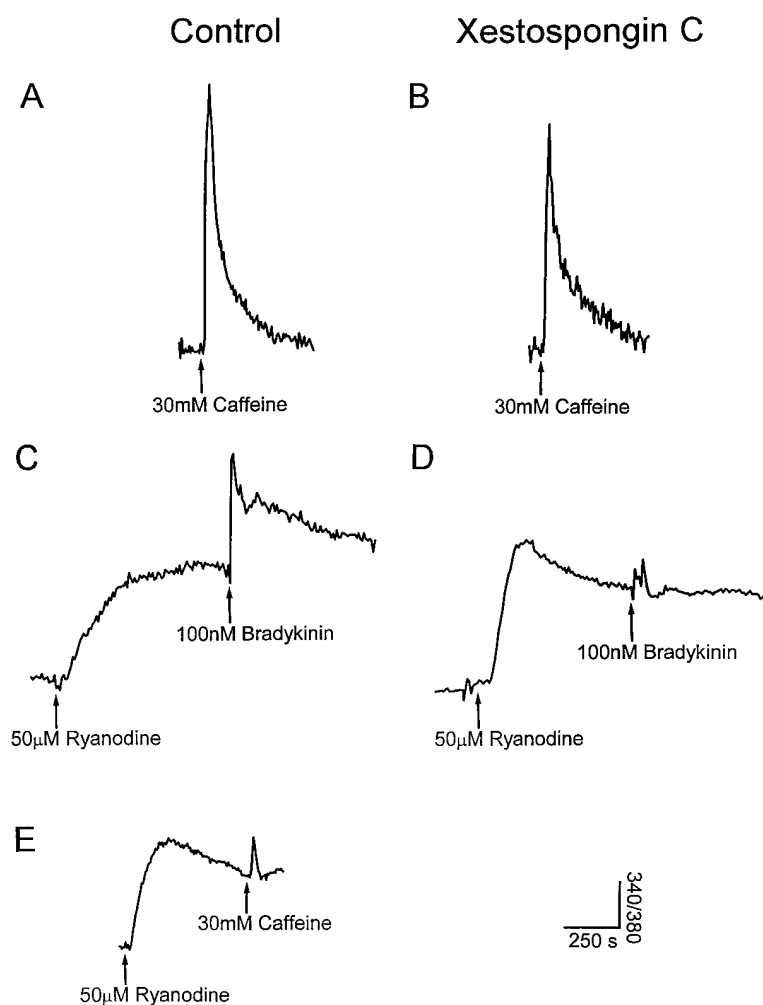 Control
Xestospongin C
A
B
30mM Caffeine
30mM Caffeine
C
D
100nM Bradykinin
100nM Bradykinin
50μM Ryanodine
50μM Ryanodine
E
30mM Caffeine
50μM Ryanodine
340/380
250 s